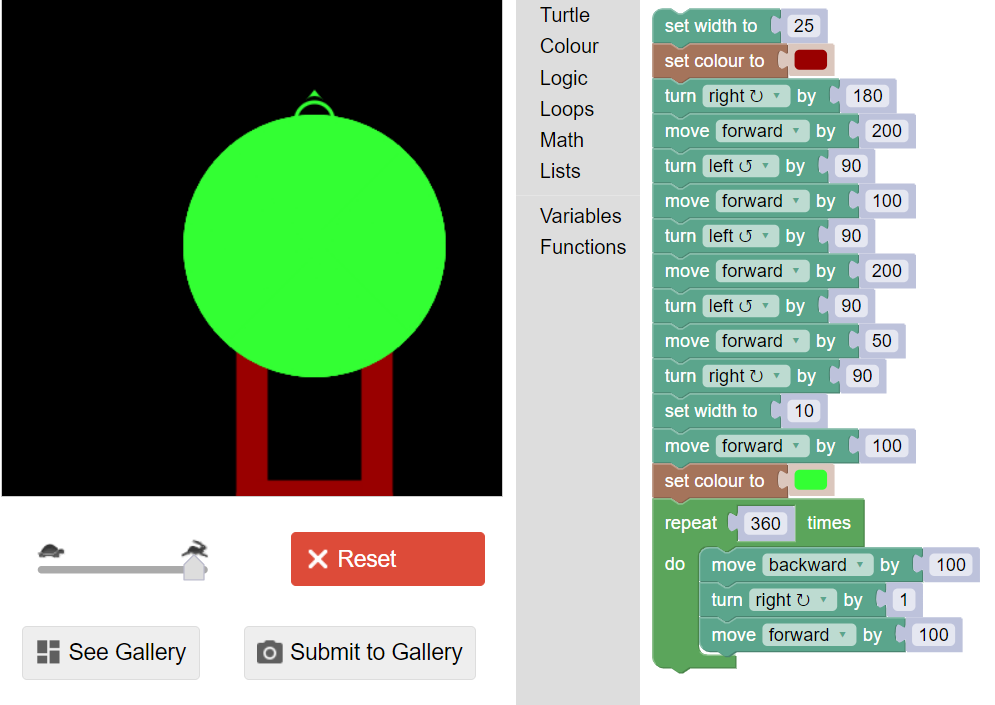 Reset
See Gallery
Submit to Gallery
Turtle
Colour
Logic
Loops
Math
Lists
Variables
Functions
set width to 25
set colour to
turn right ↻ by 180
move forward by 200
turn left ↺ by 90
move forward by 100
turn left ↺ by 90
move forward by 200
turn left ↺ by 90
move forward by 50
turn right ↻ by 90
set width to 10
move forward by 100
set colour to
repeat 360 times
do move backward by 100
turn right ↻ by 1
move forward by 100